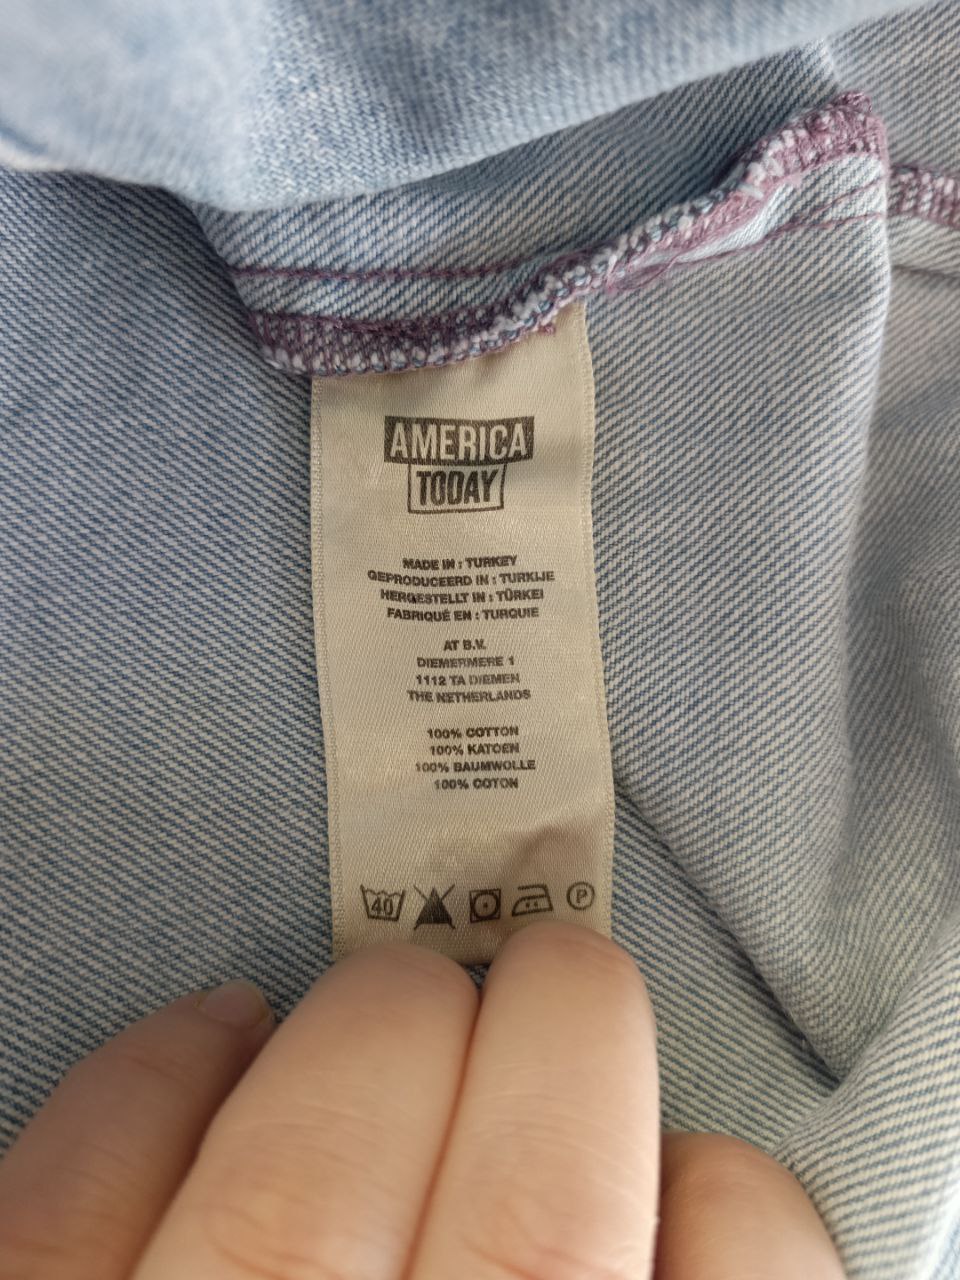 AMERICA
TODAY
MADE IN : TURKEY
GEPRODUCEERD IN : TURKIJE
HERGESTELLT IN : TÜRKEI
FABRIQUÉ EN : TURQUIE
AT B.V.
DIEMERMERE 1
1112 TA DIEMEN
THE NETHERLANDS
100% COTTON
100% KATOEN
100% BAUMWOLLE
100% COTON
40 P